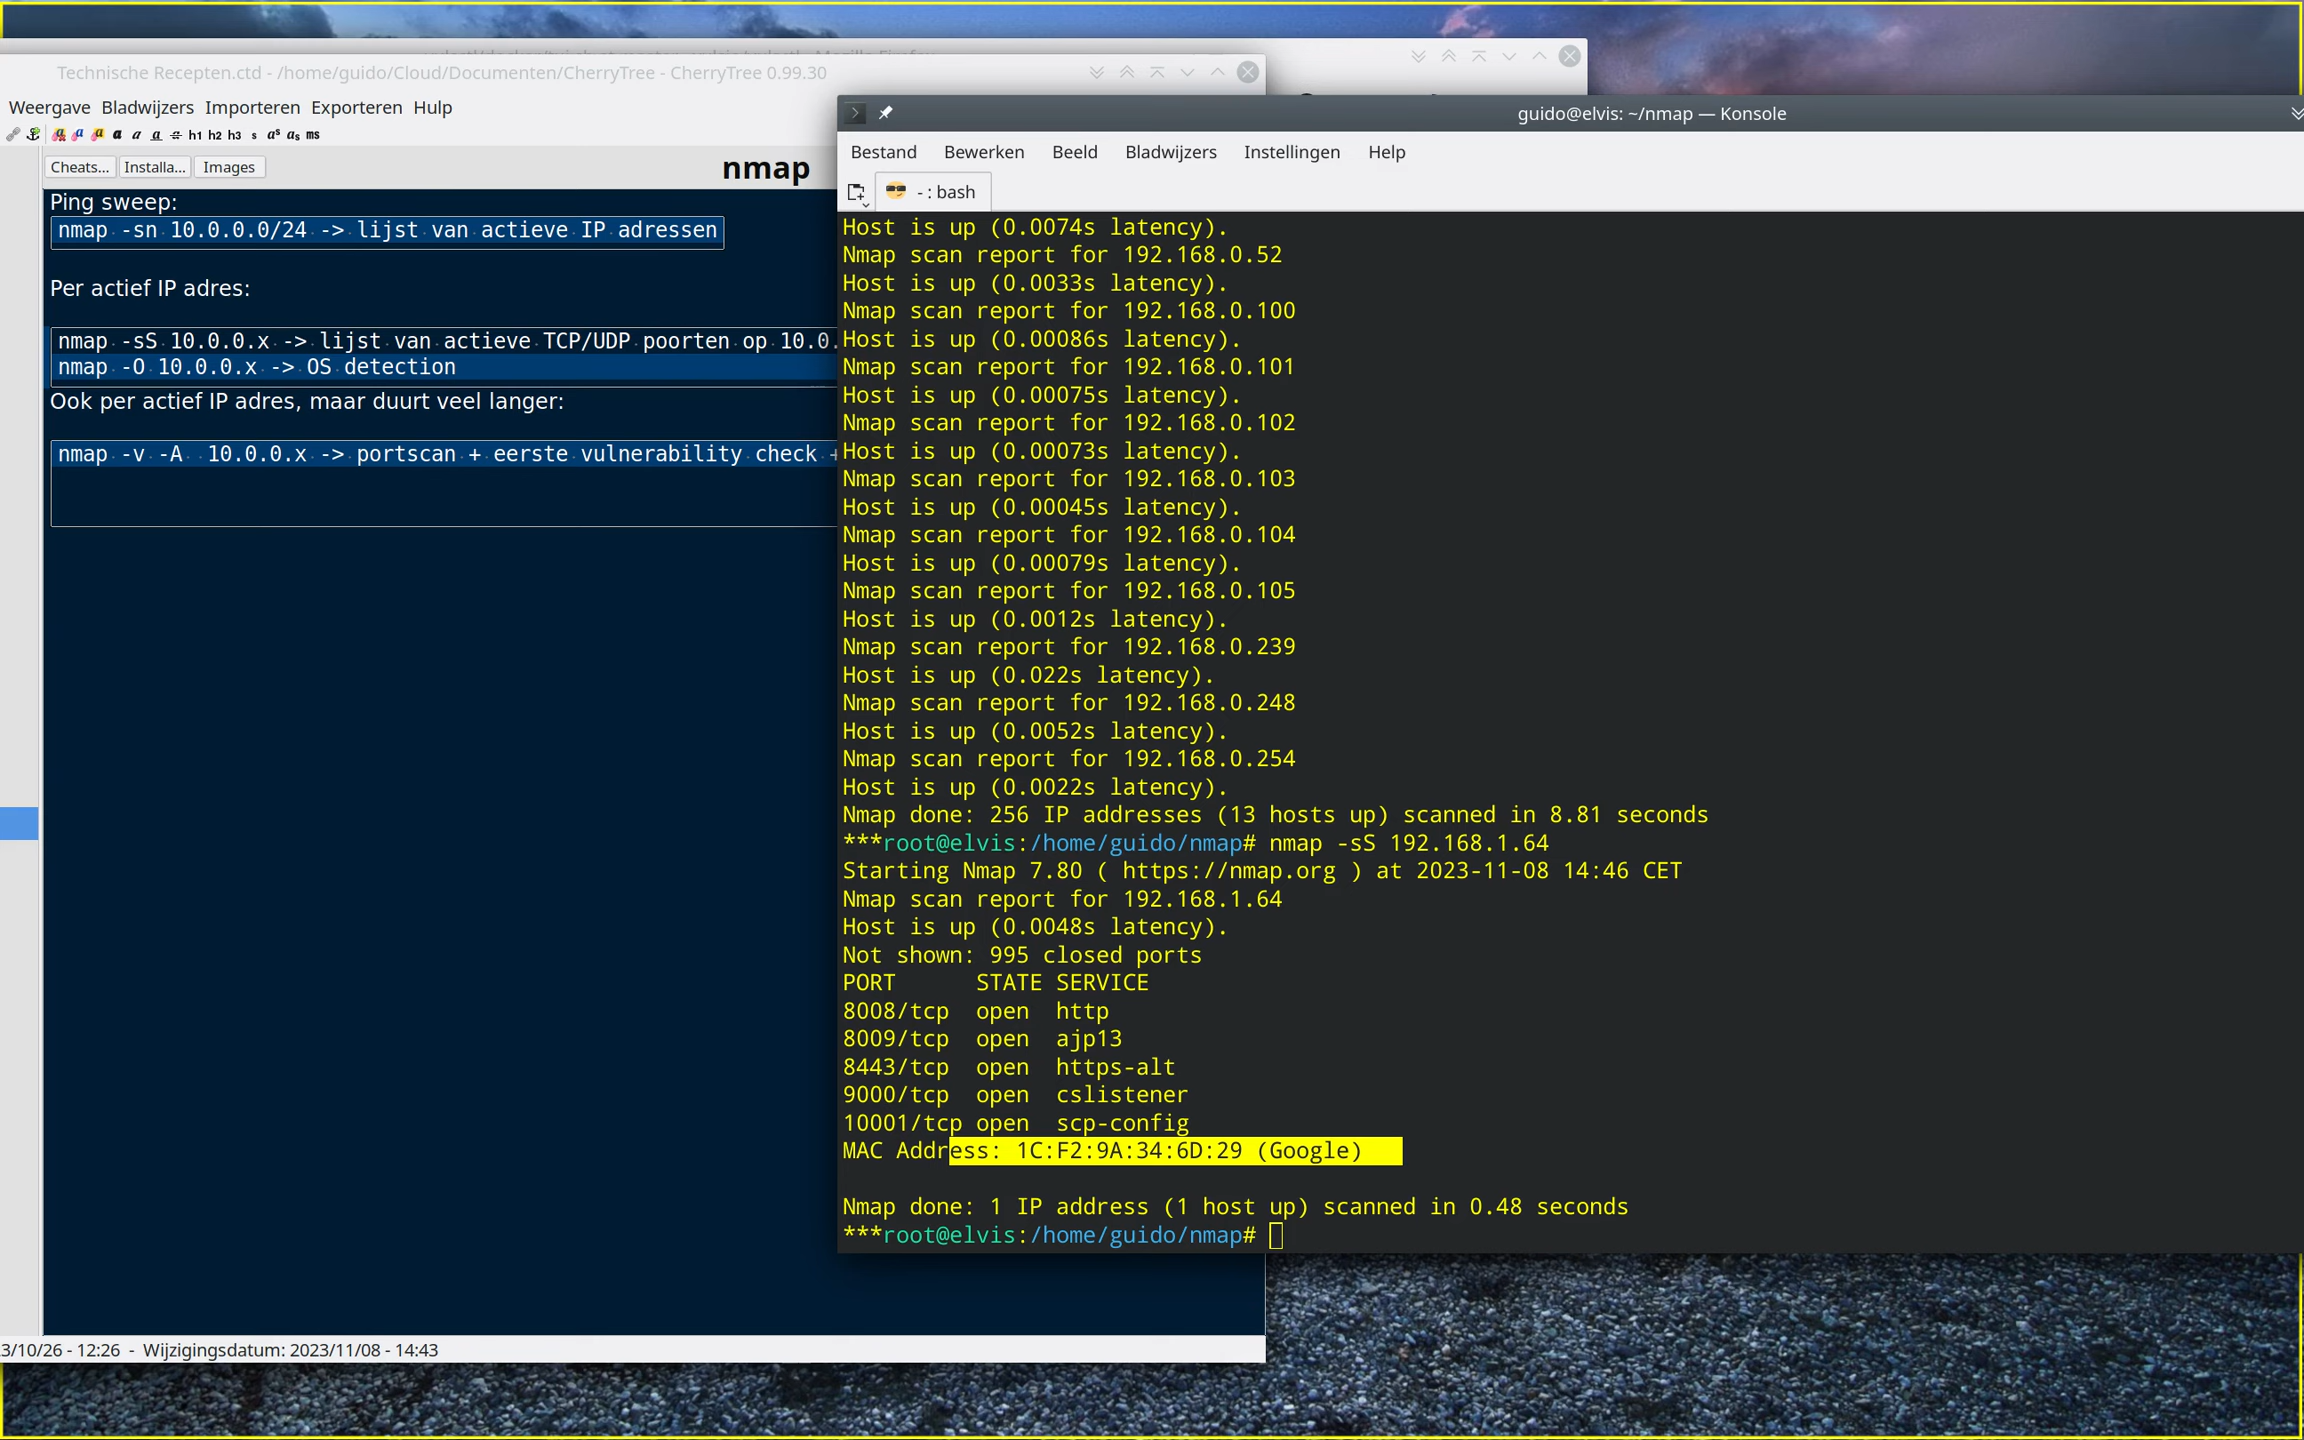 Technische Recepten.ctd - /home/guido/Cloud/Documenten/CherryTree - CherryTree 0.99.30
Weergave Bladwijzers Importeren Exporteren Hulp
a a a a a a h1 h2 h3 s aˢ aₛ ms
Cheats... Installa... Images
nmap
Ping sweep:
nmap -sn 10.0.0.0/24 -> lijst van actieve IP adressen
Per actief IP adres:
nmap -sS 10.0.0.x -> lijst van actieve TCP/UDP poorten op 10.0.
nmap -O 10.0.0.x -> OS detection
Ook per actief IP adres, maar duurt veel langer:
nmap -v -A  10.0.0.x -> portscan + eerste vulnerability check +
3/10/26 - 12:26 - Wijzigingsdatum: 2023/11/08 - 14:43
guido@elvis: ~/nmap — Konsole
Bestand Bewerken Beeld Bladwijzers Instellingen Help
- : bash
Host is up (0.0074s latency).
Nmap scan report for 192.168.0.52
Host is up (0.0033s latency).
Nmap scan report for 192.168.0.100
Host is up (0.00086s latency).
Nmap scan report for 192.168.0.101
Host is up (0.00075s latency).
Nmap scan report for 192.168.0.102
Host is up (0.00073s latency).
Nmap scan report for 192.168.0.103
Host is up (0.00045s latency).
Nmap scan report for 192.168.0.104
Host is up (0.00079s latency).
Nmap scan report for 192.168.0.105
Host is up (0.0012s latency).
Nmap scan report for 192.168.0.239
Host is up (0.022s latency).
Nmap scan report for 192.168.0.248
Host is up (0.0052s latency).
Nmap scan report for 192.168.0.254
Host is up (0.0022s latency).
Nmap done: 256 IP addresses (13 hosts up) scanned in 8.81 seconds
***root@elvis:/home/guido/nmap# nmap -sS 192.168.1.64
Starting Nmap 7.80 ( https://nmap.org ) at 2023-11-08 14:46 CET
Nmap scan report for 192.168.1.64
Host is up (0.0048s latency).
Not shown: 995 closed ports
PORT      STATE SERVICE
8008/tcp  open  http
8009/tcp  open  ajp13
8443/tcp  open  https-alt
9000/tcp  open  cslistener
10001/tcp open  scp-config
MAC Address: 1C:F2:9A:34:6D:29 (Google)
Nmap done: 1 IP address (1 host up) scanned in 0.48 seconds
***root@elvis:/home/guido/nmap#